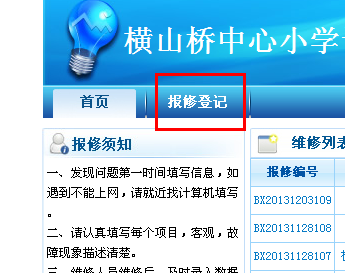 横山桥中心小学
首页 报修登记
报修须知
一、发现问题第一时间填写信息，如
遇到不能上网，请就近找计算机填写
。
二、请认真填写每个项目，客观，故
障现象描述清楚。
三、维修人员维修后，及时录入数据
维修列表
报修编号
BX20131203109
BX20131128108
BX20131128107